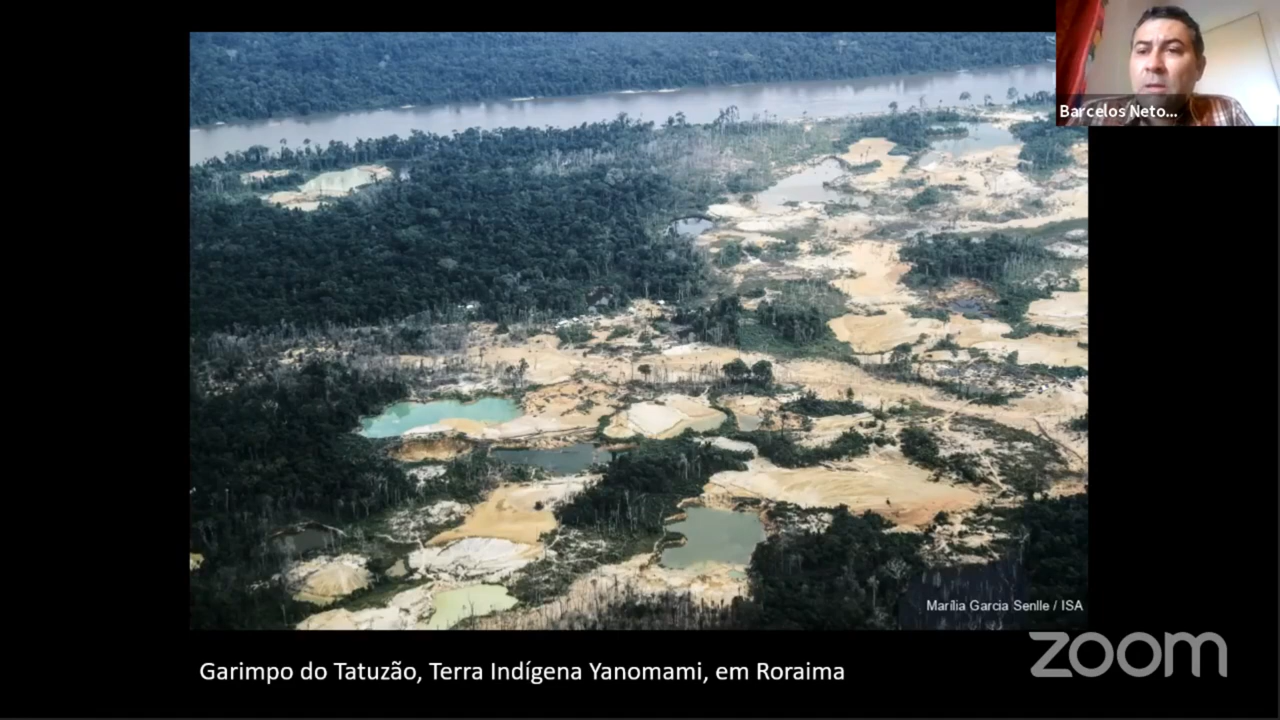 Barcelos Neto...
Marília Garcia Senlle / ISA
zoom
Garimpo do Tatuzão, Terra Indígena Yanomami, em Roraima